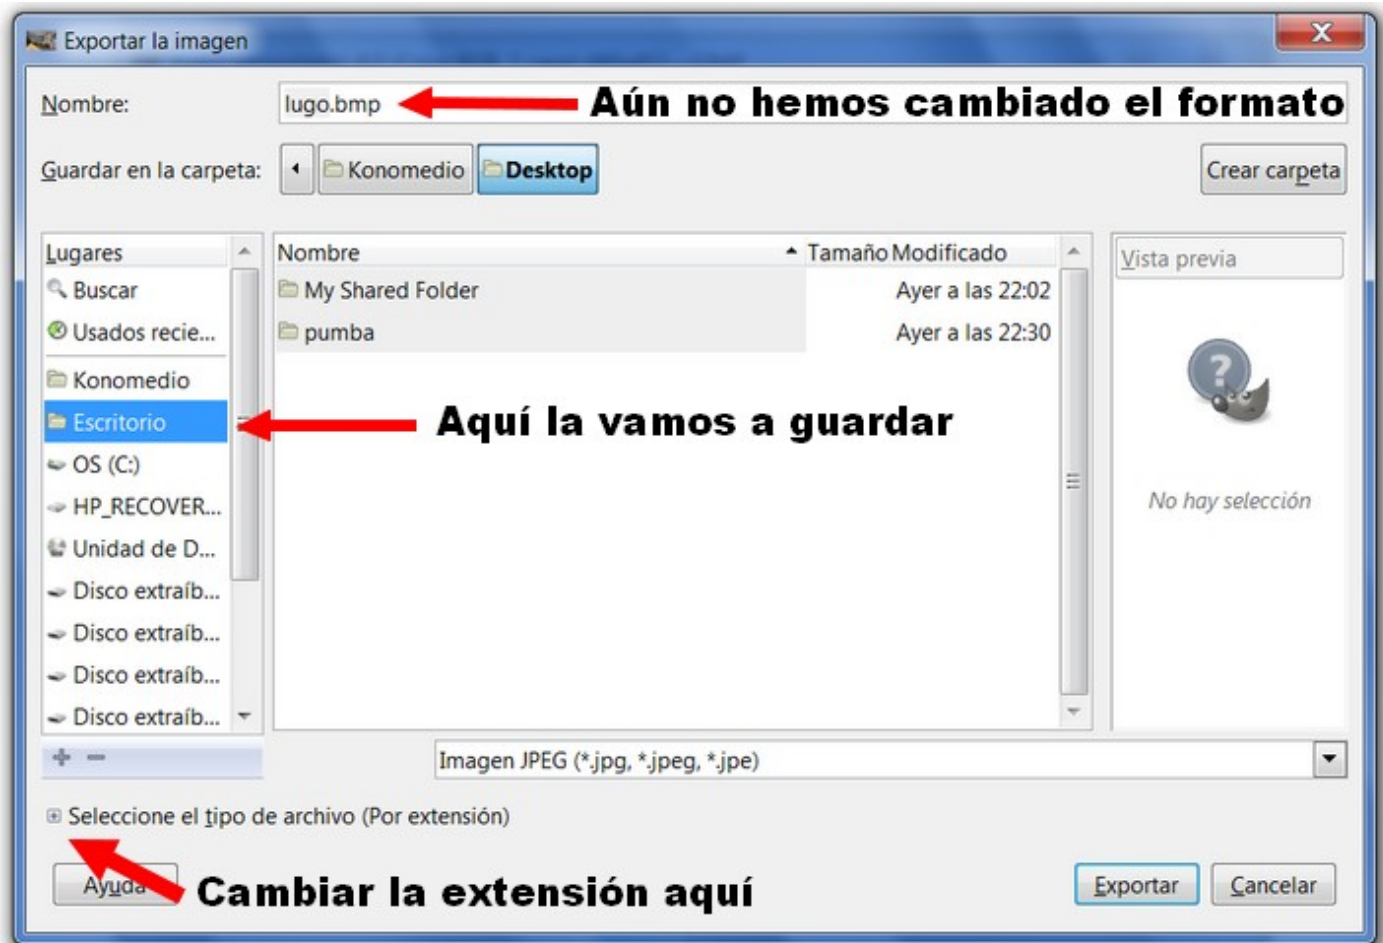 Exportar la imagen
Nombre: lugo.bmp Aún no hemos cambiado el formato
Guardar en la carpeta: Konomedio Desktop Crear carpeta
Lugares Nombre Tamaño Modificado Vista previa
Buscar My Shared Folder Ayer a las 22:02
Usados recie... pumba Ayer a las 22:30
Konomedio
Escritorio Aquí la vamos a guardar
OS (C:)
HP_RECOVER... No hay selección
Unidad de D...
Disco extraíb...
Disco extraíb...
Disco extraíb...
Disco extraíb...
Imagen JPEG (*.jpg, *.jpeg, *.jpe)
Seleccione el tipo de archivo (Por extensión)
Ayuda Cambiar la extensión aquí Exportar Cancelar